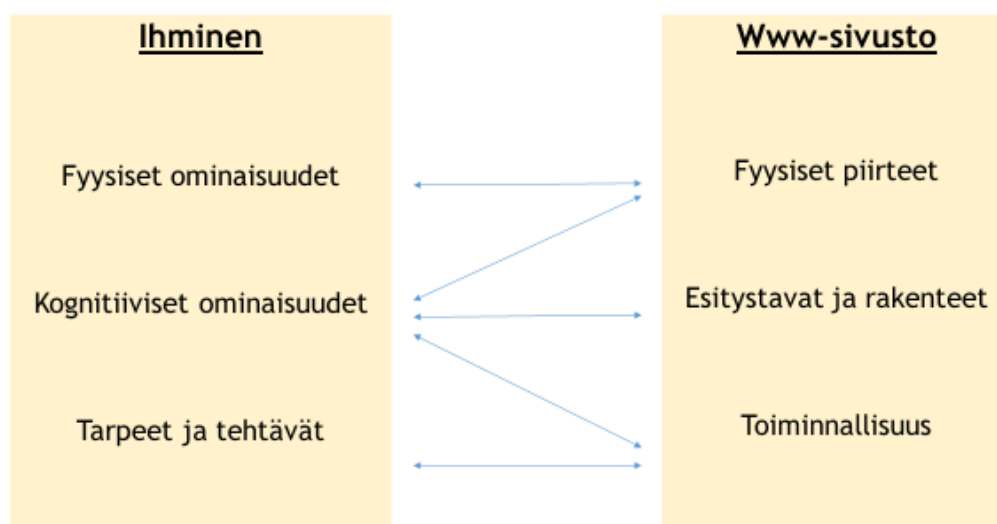 Ihminen
Fyysiset ominaisuudet
Kognitiiviset ominaisuudet
Tarpeet ja tehtävät
Www-sivusto
Fyysiset piirteet
Esitystavat ja rakenteet
Toiminnallisuus